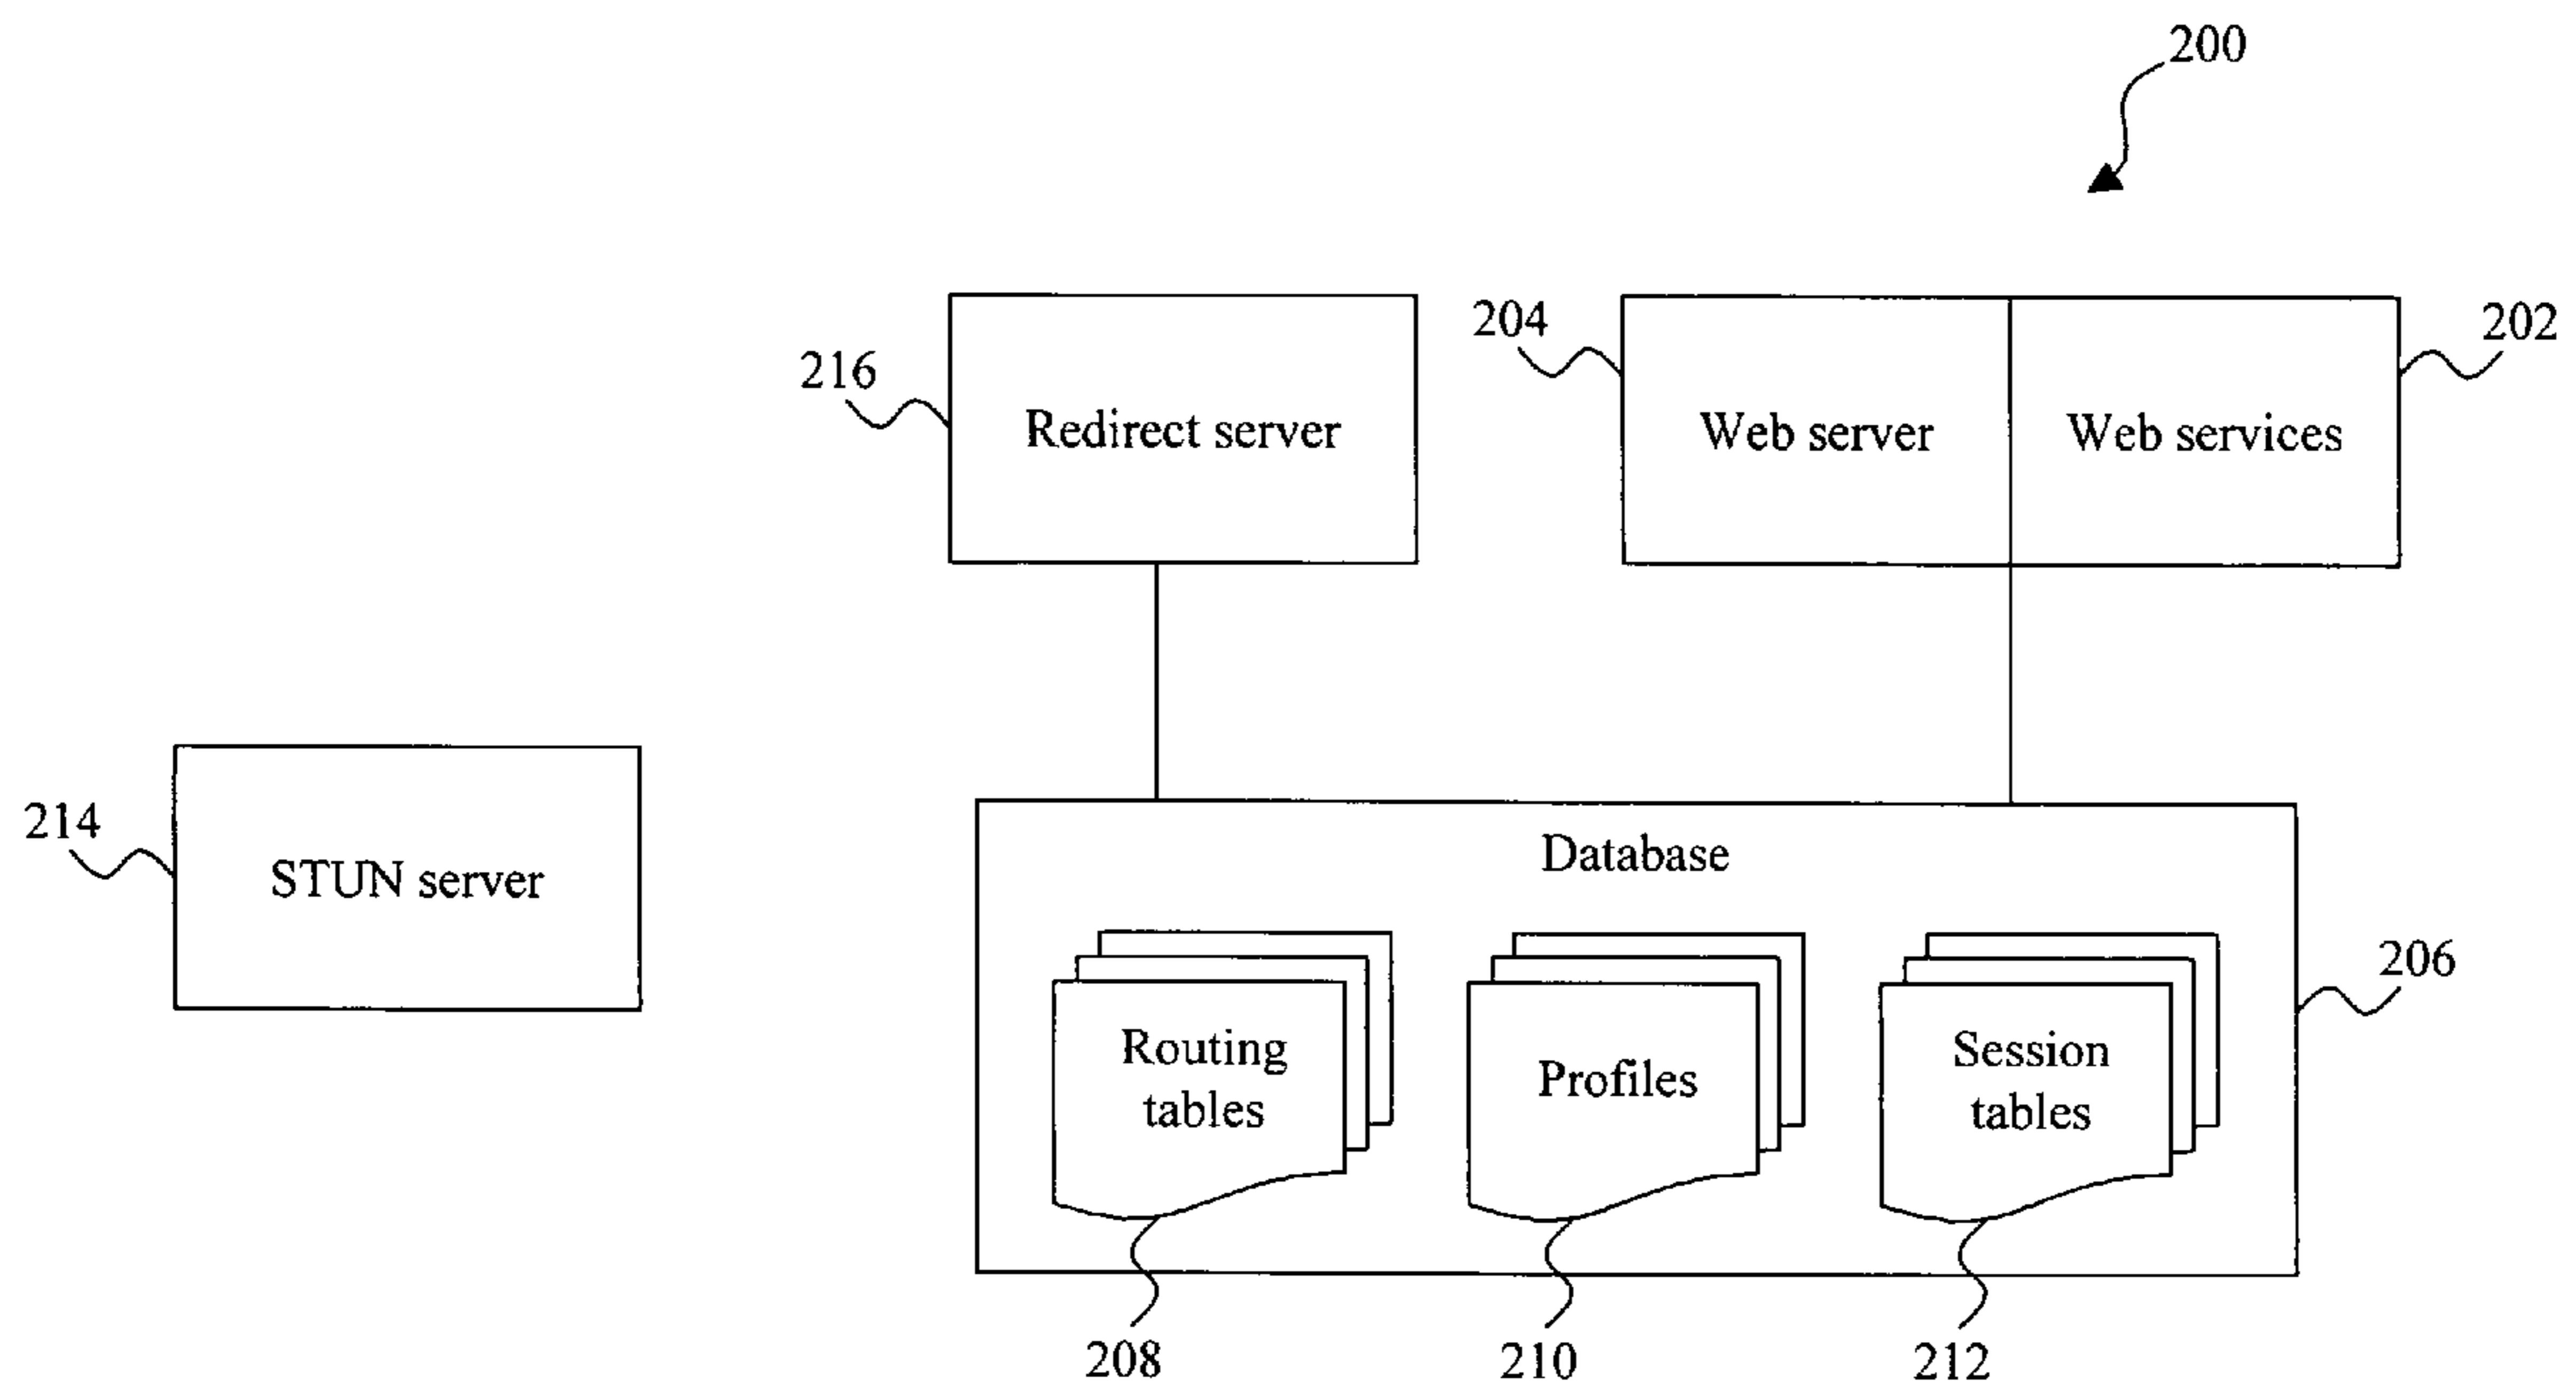 200
204
202
216
Redirect server
Web server
Web services
214
STUN server
Database
206
Routing
tables
Profiles
Session
tables
208
210
212